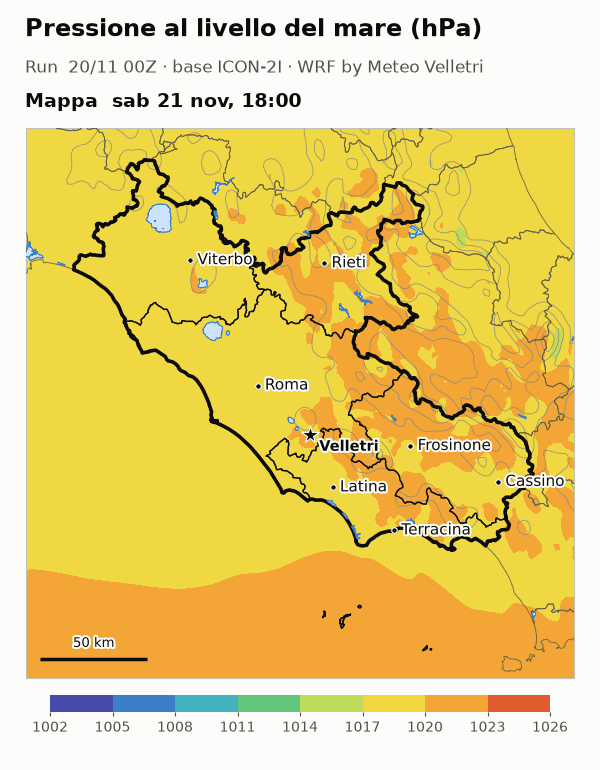 Pressione al livello del mare (hPa)
Run  20/11 00Z · base ICON-2I · WRF by Meteo Velletri
Mappa  sab 21 nov, 18:00
Viterbo
Rieti
Roma
Velletri
Frosinone
Cassino
Latina
Terracina
50 km
1002 1005 1008 1011 1014 1017 1020 1023 1026